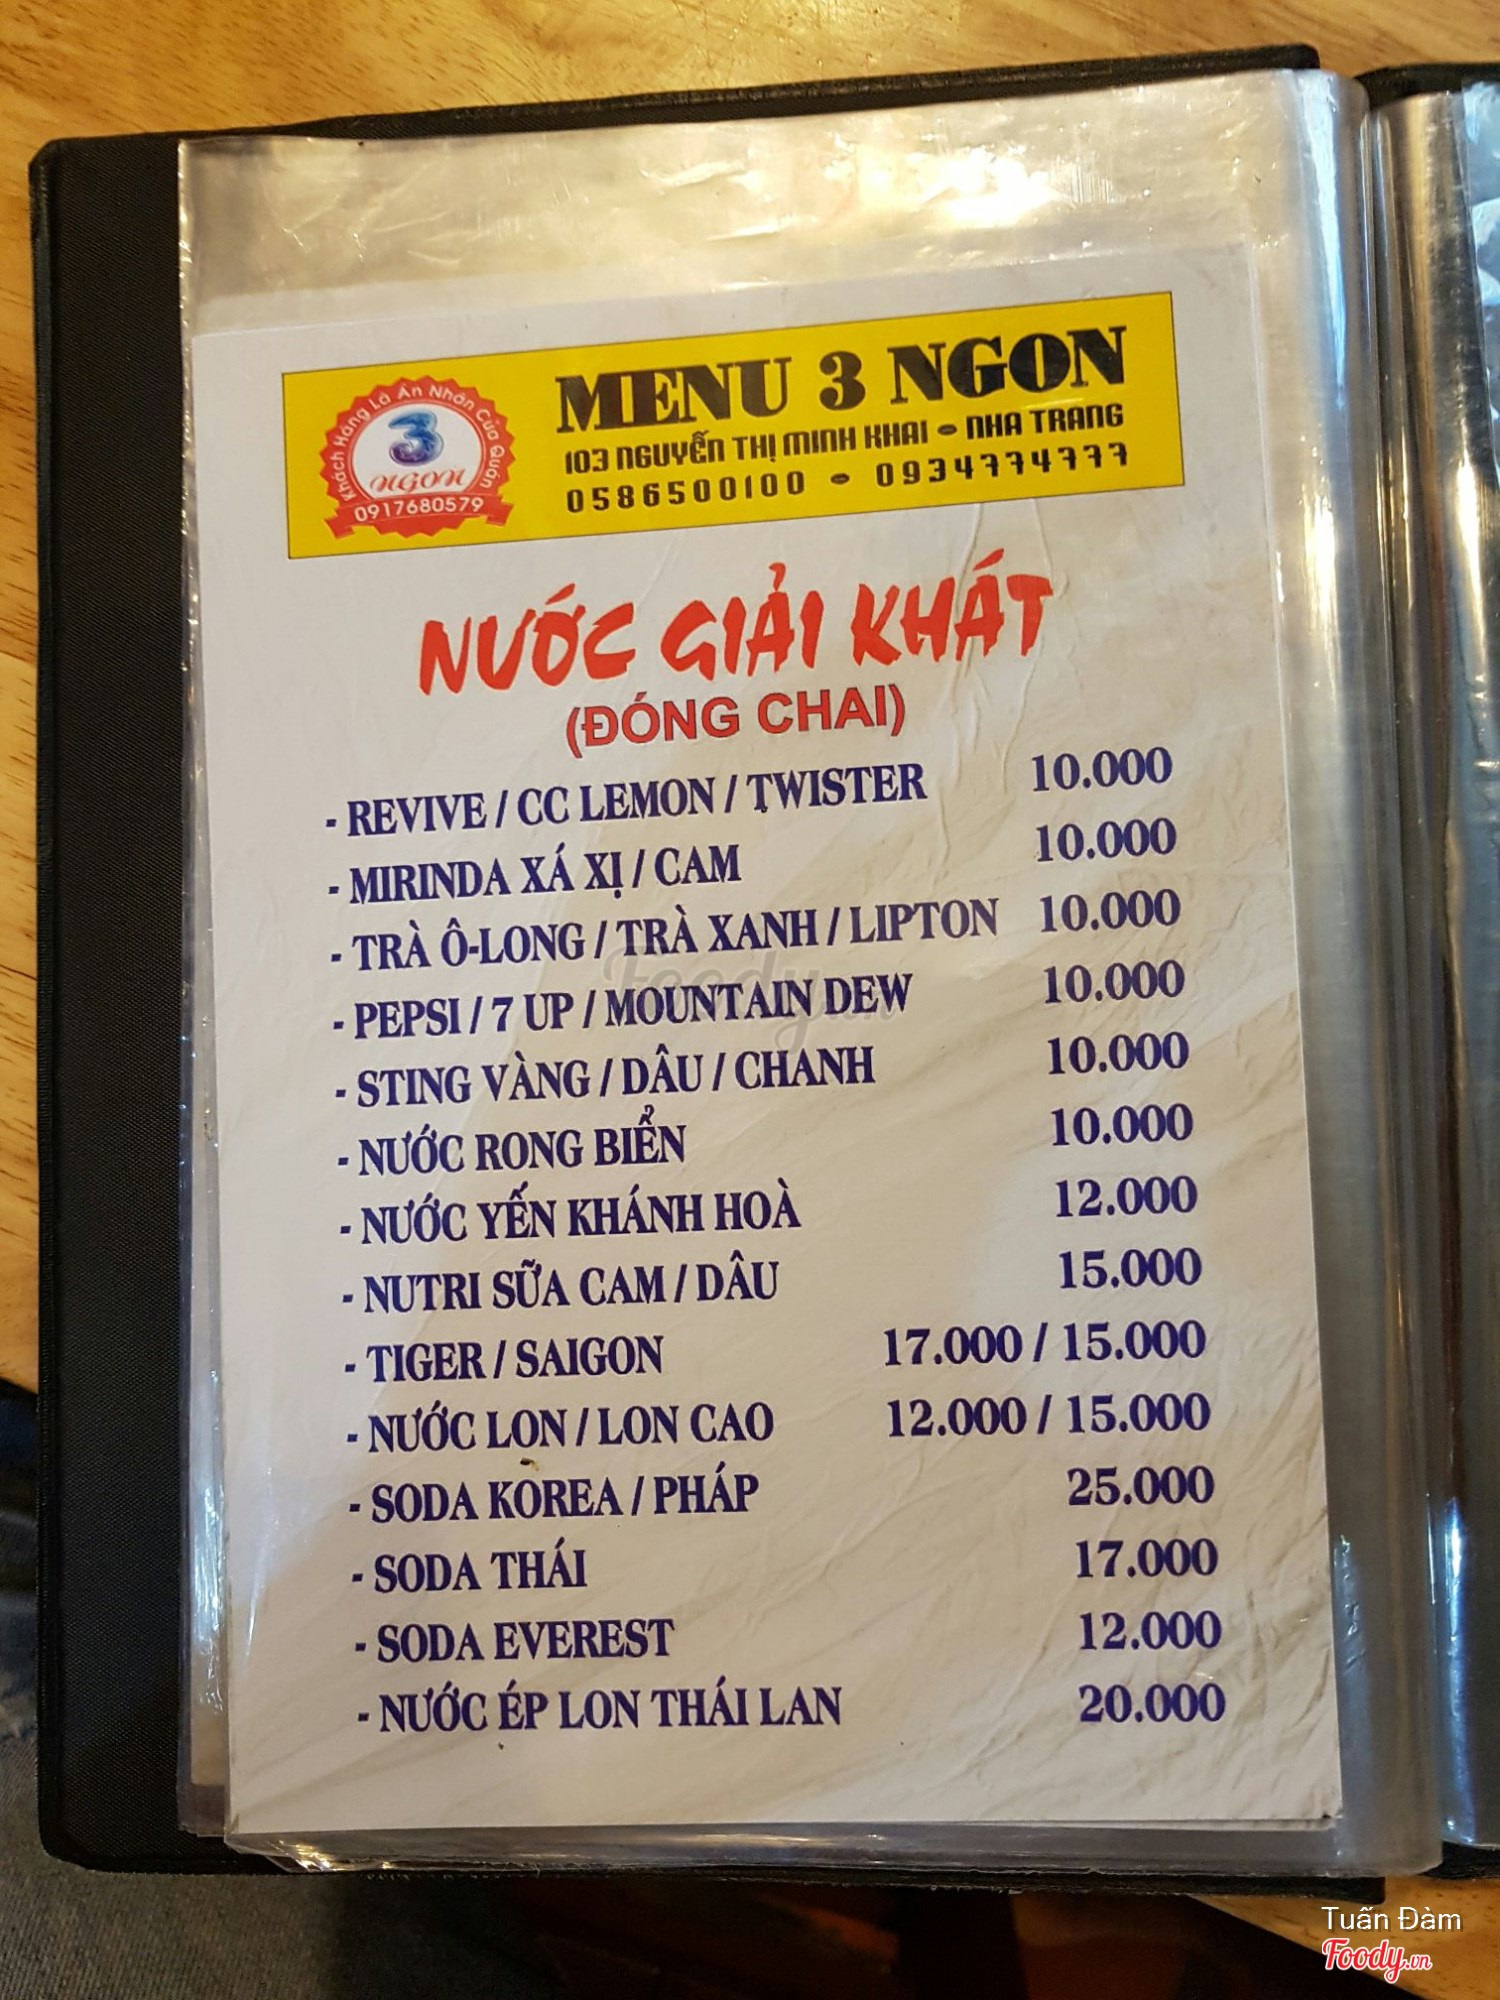 MENU 3 NGON
103 NGUYỄN THỊ MINH KHAI - NHA TRANG
0586500100 - 0934774777
Khách Hàng Là Ân Nhân Của Quán
3
NGON
0917680579
NƯỚC GIẢI KHÁT
(ĐÓNG CHAI)
- REVIVE / CC LEMON / TWISTER 10.000
- MIRINDA XÁ XỊ / CAM 10.000
- TRÀ Ô-LONG / TRÀ XANH / LIPTON 10.000
- PEPSI / 7 UP / MOUNTAIN DEW 10.000
- STING VÀNG / DÂU / CHANH 10.000
- NƯỚC RONG BIỂN 10.000
- NƯỚC YẾN KHÁNH HOÀ 12.000
- NUTRI SỮA CAM / DÂU 15.000
- TIGER / SAIGON 17.000 / 15.000
- NƯỚC LON / LON CAO 12.000 / 15.000
- SODA KOREA / PHÁP 25.000
- SODA THÁI 17.000
- SODA EVEREST 12.000
- NƯỚC ÉP LON THÁI LAN 20.000
Foody.vn
Tuấn Đàm
Foody.vn